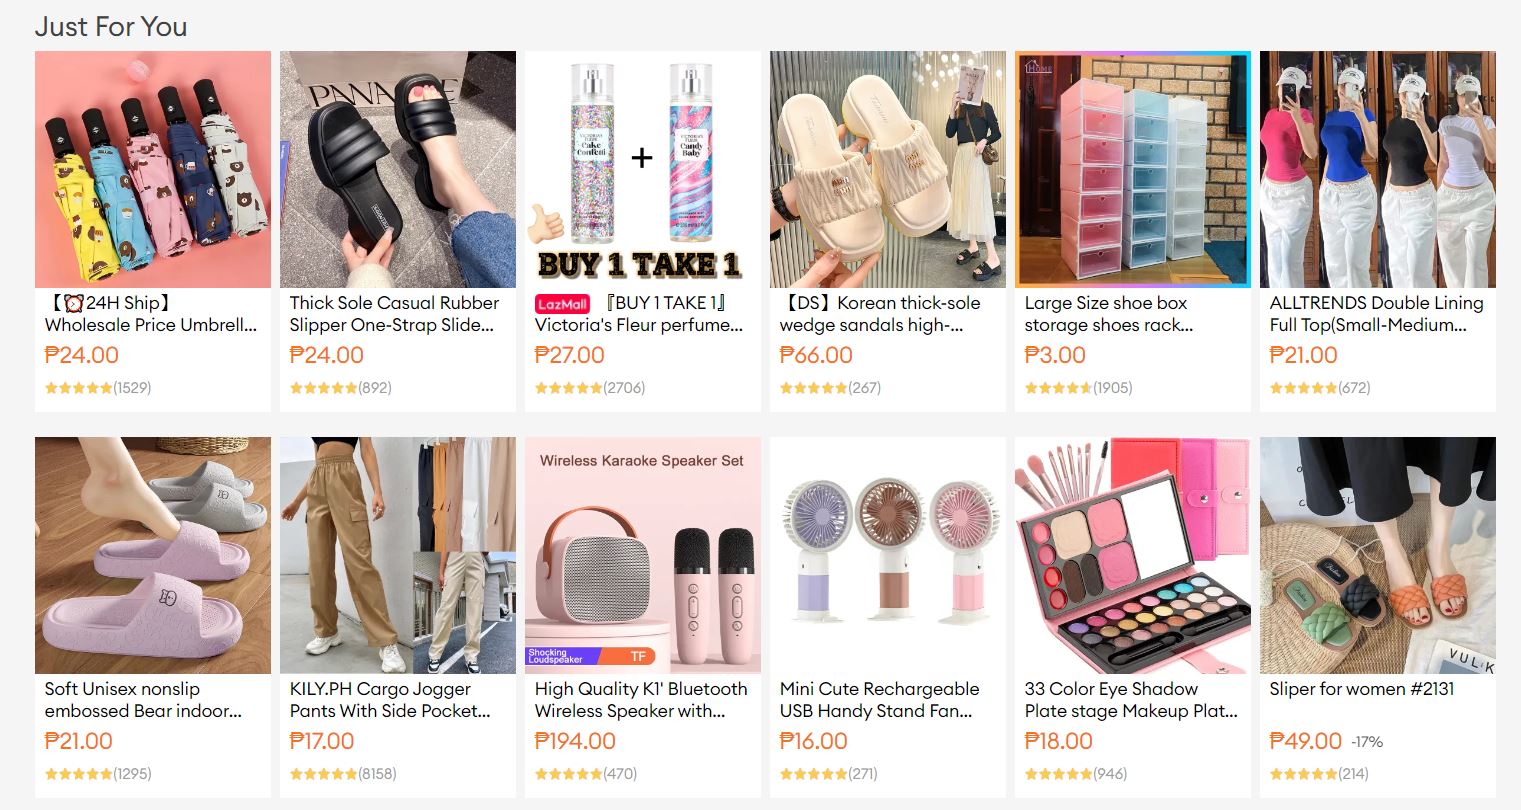 Just For You
PANACHE
VICTORIA'S FLEUR
Cake Confetti
+
VICTORIA'S FLEUR
Candy Baby
BUY 1 TAKE 1
HOME
【⏰24H Ship】
Wholesale Price Umbrell...
₱24.00
(1529)
Thick Sole Casual Rubber
Slipper One-Strap Slide...
₱24.00
(892)
LazMall 『BUY 1 TAKE 1』
Victoria's Fleur perfume...
₱27.00
(2706)
【DS】Korean thick-sole
wedge sandals high-...
₱66.00
(267)
Large Size shoe box
storage shoes rack...
₱3.00
(1905)
ALLTRENDS Double Lining
Full Top(Small-Medium...
₱21.00
(672)
Wireless Karaoke Speaker Set
Shocking
Loudspeaker
TF
VULK
Soft Unisex nonslip
embossed Bear indoor...
₱21.00
(1295)
KILY.PH Cargo Jogger
Pants With Side Pocket...
₱17.00
(8158)
High Quality K1' Bluetooth
Wireless Speaker with...
₱194.00
(470)
Mini Cute Rechargeable
USB Handy Stand Fan...
₱16.00
(271)
33 Color Eye Shadow
Plate stage Makeup Plat...
₱18.00
(946)
Sliper for women #2131
₱49.00 -17%
(214)